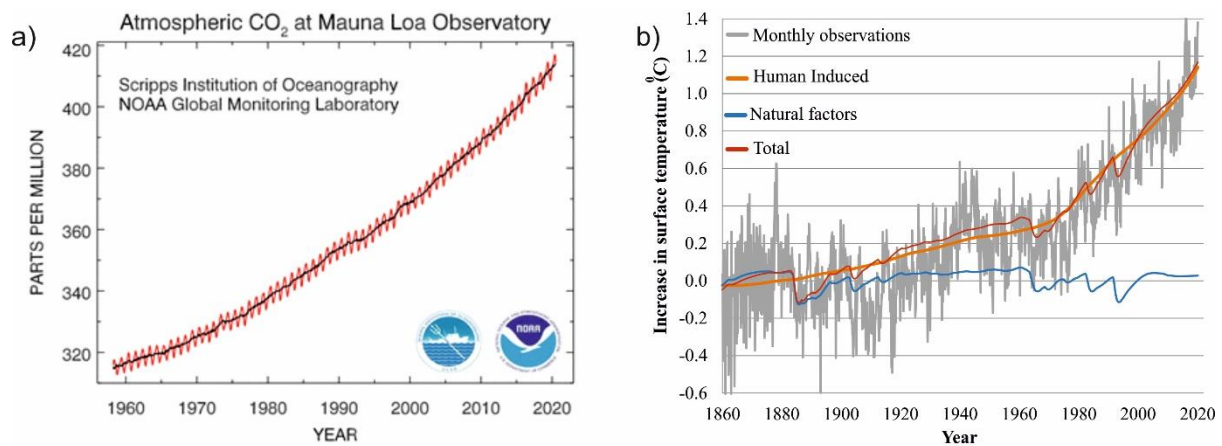 a)
Atmospheric CO₂ at Mauna Loa Observatory
Scripps Institution of Oceanography
NOAA Global Monitoring Laboratory
PARTS PER MILLION
420
400
380
360
340
320
NOAA
1960 1970 1980 1990 2000 2010 2020
YEAR
b)
Increase in surface temperature (⁰C)
1.4
1.2
1.0
0.8
0.6
0.4
0.2
0.0
-0.2
-0.4
-0.6
Monthly observations
Human Induced
Natural factors
Total
1860 1880 1900 1920 1940 1960 1980 2000 2020
Year